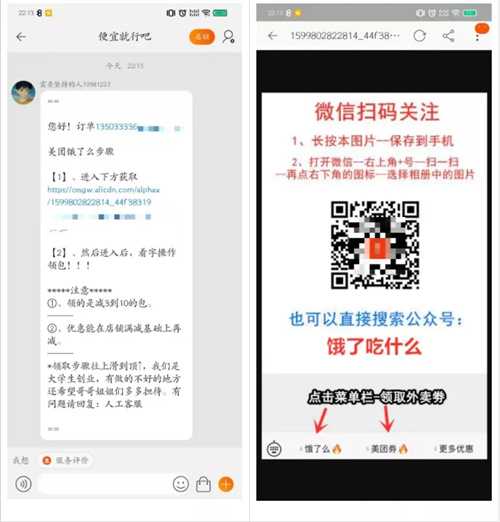 22:15
便宜就行吧
今天 22:15
富贵坚持的人19981227
您好！订单135033336
美团饿了么步骤
【1】、进入下方获取
https://osgw.alicdn.com/alphax
/1599802822814_44f38319
【2】、然后进入后，看字操作
领包！！！
*****注意*****
①、领的是减3到10的包。
②、优惠能在店铺满减基础上再
减。
*领取步骤往上滑到顶^，我们是
大学生创业，有做的不好的地方
还希望哥哥姐姐们多多担待。有
问题请回复：人工客服
我想
服务评价
22:15
1599802822814_44f38···
微信扫码关注
1、长按本图片--保存到手机
2、打开微信--右上角+号--扫一扫
--再点右下角的图标--选择相册中的图片
也可以直接搜索公众号：
饿了吃什么
点击菜单栏-领取外卖券
饿了么🔥
美团券🔥
更多优惠